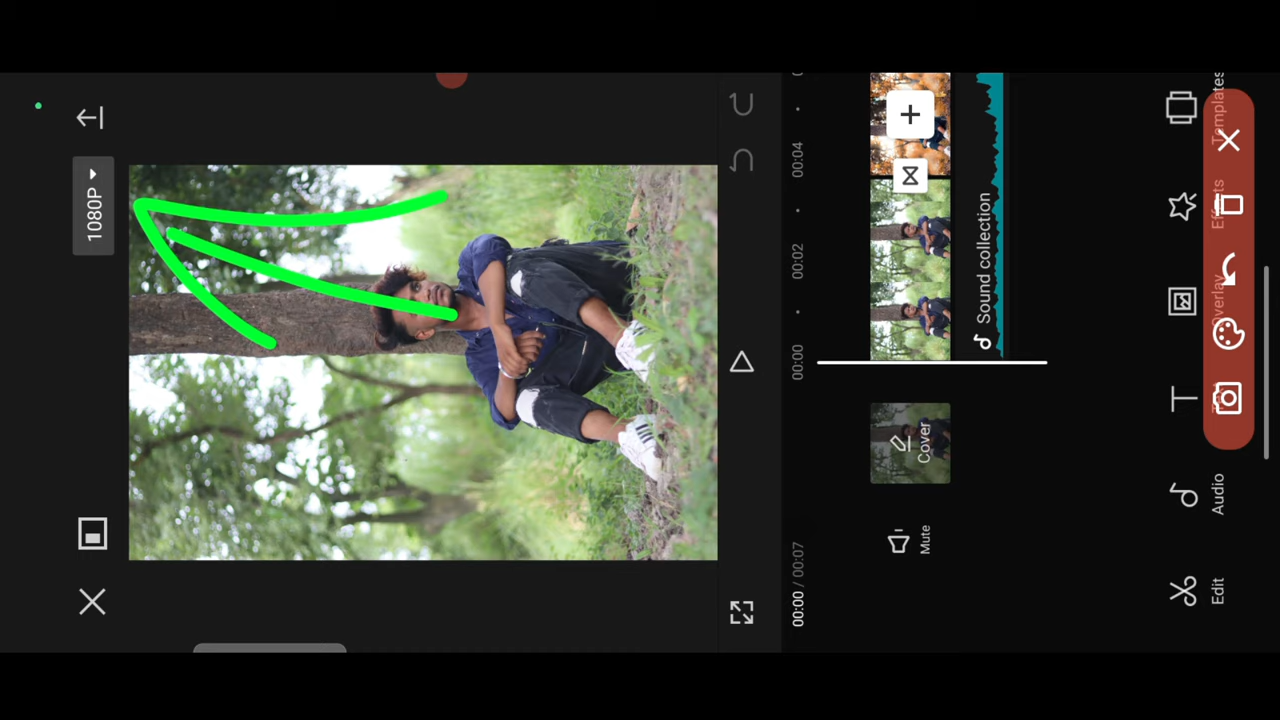 1080P
00:00 / 00:07
00:00
00:02
00:04
Mute
Cover
Sound collection
Edit
Audio
Text
Overlay
Effects
Templates